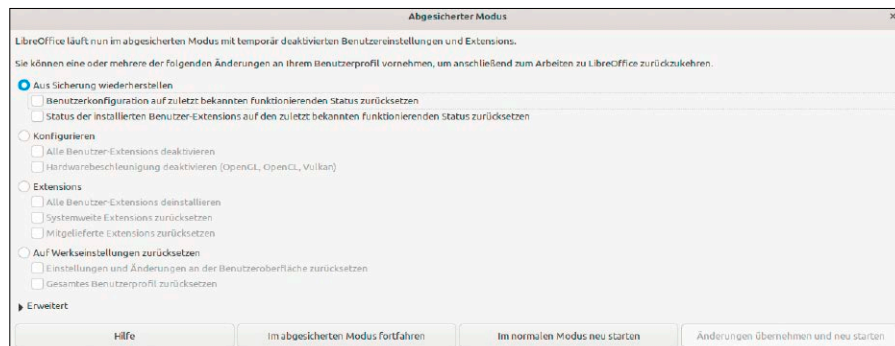 Abgesicherter Modus
LibreOffice läuft nun im abgesicherten Modus mit temporär deaktivierten Benutzereinstellungen und Extensions.
Sie können eine oder mehrere der folgenden Änderungen an Ihrem Benutzerprofil vornehmen, um anschließend zum Arbeiten zu LibreOffice zurückzukehren.
Aus Sicherung wiederherstellen
Benutzerkonfiguration auf zuletzt bekannten funktionierenden Status zurücksetzen
Status der installierten Benutzer-Extensions auf den zuletzt bekannten funktionierenden Status zurücksetzen
Konfigurieren
Alle Benutzer-Extensions deaktivieren
Hardwarebeschleunigung deaktivieren (OpenGL, OpenCL, Vulkan)
Extensions
Alle Benutzer-Extensions deinstallieren
Systemweite Extensions zurücksetzen
Mitgelieferte Extensions zurücksetzen
Auf Werkseinstellungen zurücksetzen
Einstellungen und Änderungen an der Benutzeroberfläche zurücksetzen
Gesamtes Benutzerprofil zurücksetzen
Erweitert
Hilfe Im abgesicherten Modus fortfahren Im normalen Modus neu starten Änderungen übernehmen und neu starten